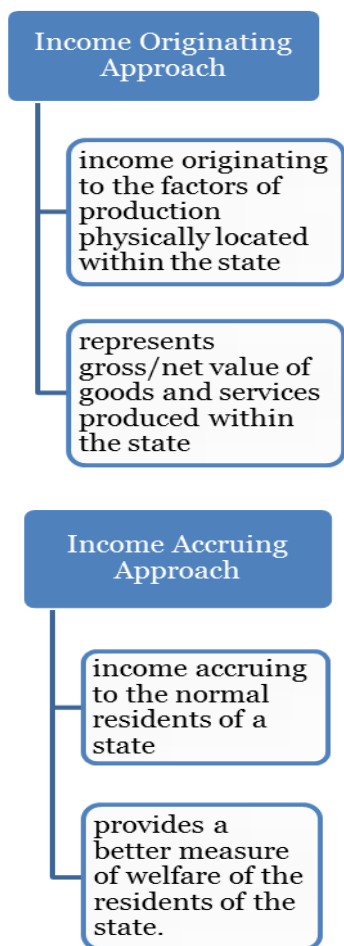 Income Originating
Approach
income originating
to the factors of
production
physically located
within the state
represents
gross/net value of
goods and services
produced within
the state
Income Accruing
Approach
income accruing
to the normal
residents of a
state
provides a
better measure
of welfare of the
residents of the
state.